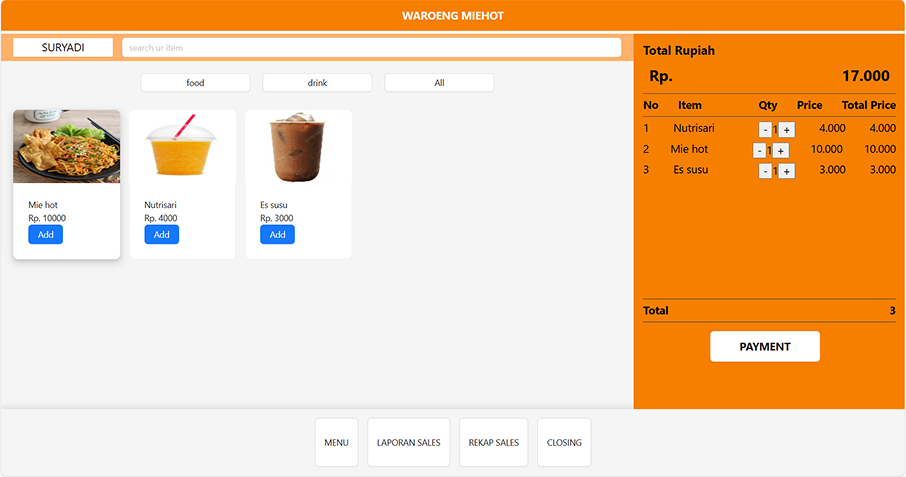 WAROENG MIEHOT
SURYADI
search ur item
food drink All
Mie hot
Rp. 10000
Add
Nutrisari
Rp. 4000
Add
Es susu
Rp. 3000
Add
Total Rupiah
Rp. 17.000
No Item Qty Price Total Price
1 Nutrisari - 1 + 4.000 4.000
2 Mie hot - 1 + 10.000 10.000
3 Es susu - 1 + 3.000 3.000
Total 3
PAYMENT
MENU LAPORAN SALES REKAP SALES CLOSING